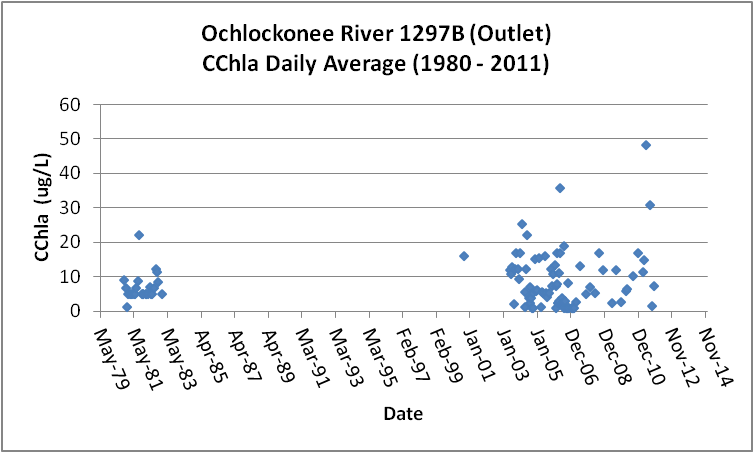 Ochlockonee River 1297B (Outlet)
CChla Daily Average (1980 - 2011)
CChla (ug/L)
60
50
40
30
20
10
0
May-79
May-81
May-83
Apr-85
Apr-87
Apr-89
Mar-91
Mar-93
Mar-95
Feb-97
Feb-99
Jan-01
Jan-03
Jan-05
Dec-06
Dec-08
Dec-10
Nov-12
Nov-14
Date